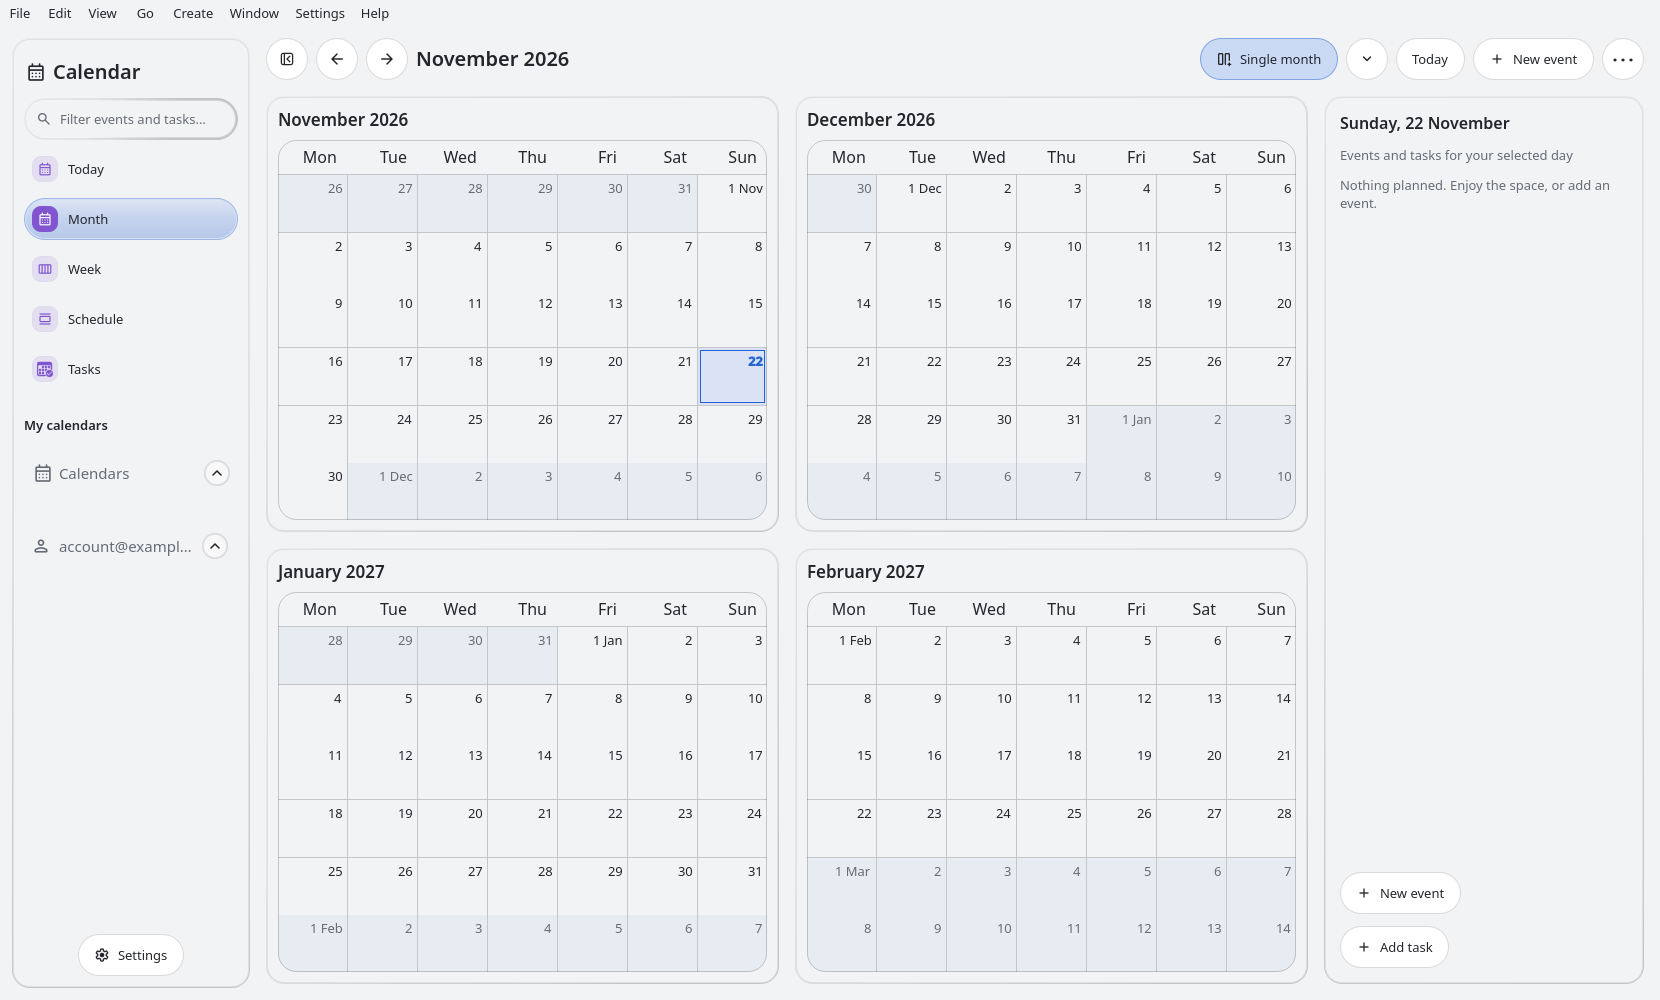 File Edit View Go Create Window Settings Help
Calendar
Filter events and tasks...
Today
Month
Week
Schedule
Tasks
My calendars
Calendars
account@exampl...
Settings
November 2026
Single month
Today
New event
November 2026
Mon Tue Wed Thu Fri Sat Sun
26 27 28 29 30 31 1 Nov
2 3 4 5 6 7 8
9 10 11 12 13 14 15
16 17 18 19 20 21 22
23 24 25 26 27 28 29
30 1 Dec 2 3 4 5 6
December 2026
Mon Tue Wed Thu Fri Sat Sun
30 1 Dec 2 3 4 5 6
7 8 9 10 11 12 13
14 15 16 17 18 19 20
21 22 23 24 25 26 27
28 29 30 31 1 Jan 2 3
4 5 6 7 8 9 10
January 2027
Mon Tue Wed Thu Fri Sat Sun
28 29 30 31 1 Jan 2 3
4 5 6 7 8 9 10
11 12 13 14 15 16 17
18 19 20 21 22 23 24
25 26 27 28 29 30 31
1 Feb 2 3 4 5 6 7
February 2027
Mon Tue Wed Thu Fri Sat Sun
1 Feb 2 3 4 5 6 7
8 9 10 11 12 13 14
15 16 17 18 19 20 21
22 23 24 25 26 27 28
1 Mar 2 3 4 5 6 7
8 9 10 11 12 13 14
Sunday, 22 November
Events and tasks for your selected day
Nothing planned. Enjoy the space, or add an
event.
New event
Add task